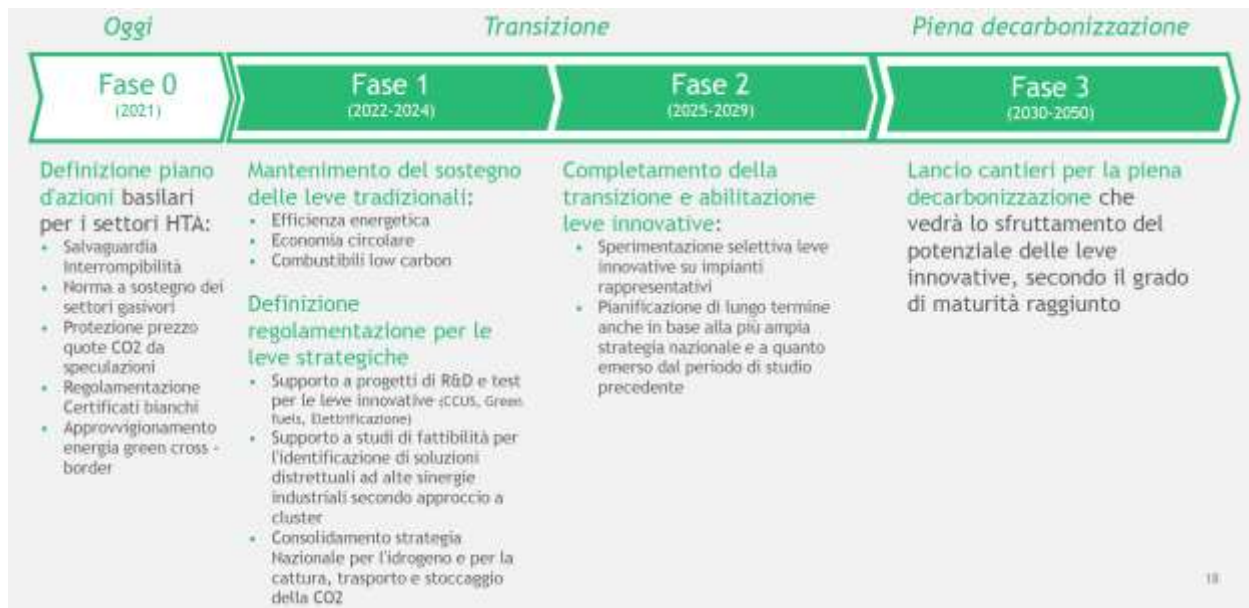 Oggi
Transizione
Piena decarbonizzazione
Fase 0
(2021)
Fase 1
(2022-2024)
Fase 2
(2025-2029)
Fase 3
(2030-2050)
Definizione piano
d'azioni basilari
per i settori HTA:
• Salvaguardia
Interrompibilità
• Norma a sostegno dei
settori gasivori
• Protezione prezzo
quote CO2 da
speculazioni
• Regolamentazione
Certificati bianchi
• Approvvigionamento
energia green cross -
border
Mantenimento del sostegno
delle leve tradizionali:
• Efficienza energetica
• Economia circolare
• Combustibili low carbon
Definizione
regolamentazione per le
leve strategiche
• Supporto a progetti di R&D e test
per le leve innovative (CCUS, Green
fuels, Elettrificazione)
• Supporto a studi di fattibilità per
l'identificazione di soluzioni
distrettuali ad alte sinergie
industriali secondo approccio a
cluster
• Consolidamento strategia
Nazionale per l'idrogeno e per la
cattura, trasporto e stoccaggio
della CO2
Completamento della
transizione e abilitazione
leve innovative:
• Sperimentazione selettiva leve
innovative su impianti
rappresentativi
• Pianificazione di lungo termine
anche in base alla più ampia
strategia nazionale e a quanto
emerso dal periodo di studio
precedente
Lancio cantieri per la piena
decarbonizzazione che
vedrà lo sfruttamento del
potenziale delle leve
innovative, secondo il grado
di maturità raggiunto
18